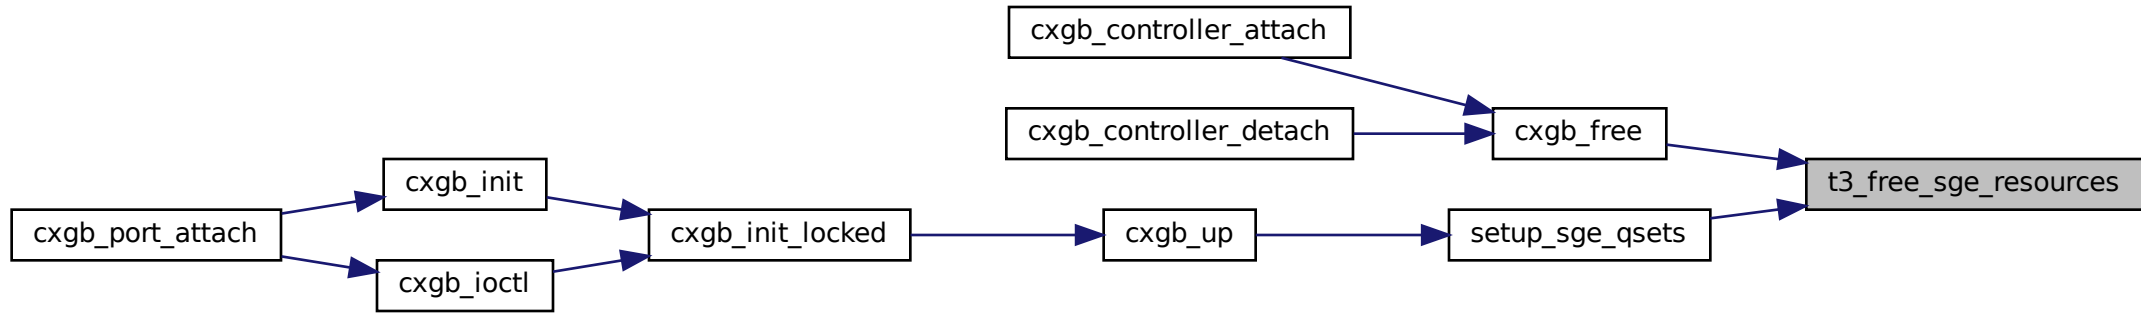 cxgb_controller_attach
cxgb_controller_detach
cxgb_free
cxgb_init
t3_free_sge_resources
cxgb_port_attach
cxgb_init_locked
cxgb_up
setup_sge_qsets
cxgb_ioctl